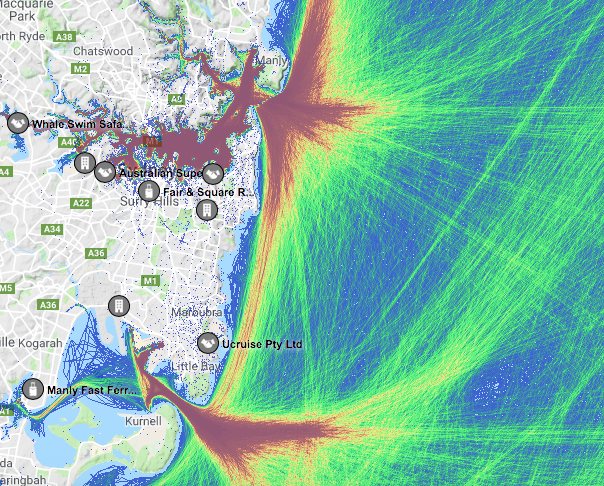 Macquarie
Park
orth Ryde
A38
Chatswood
M2
Manly
A8
Whale Swim Safa...
M1
A40
A4
Australian Supe
Fair & Square R...
A22
Surry Hills
A34
A36
M1
M5
A36
Maroubra
ille Kogarah
Ucruise Pty Ltd
Little Bay
Manly Fast Ferr...
A1
Kurnell
da
aringbah